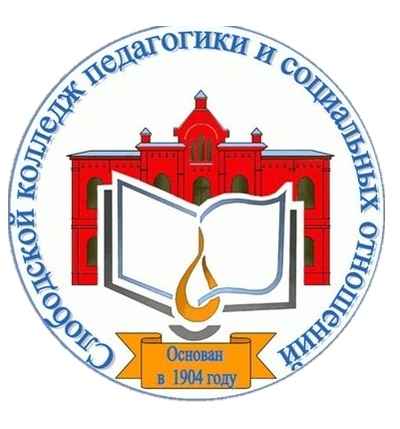 Слободской колледж педагогики и социальных отношений
Основан
в 1904 году